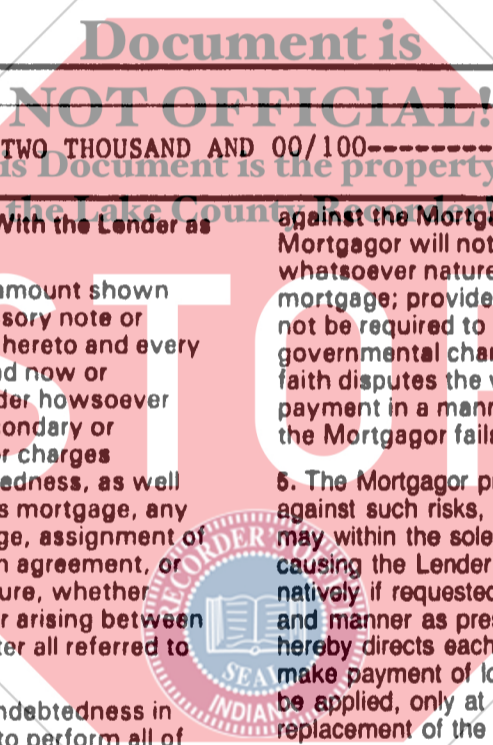 Document is
NOT OFFICIAL!
TWO THOUSAND AND 00/100---------
is Document is the property
the Lake County Recorder
With the Lender as
amount shown
sory note or
hereto and every
d now or
der howsoever
condary or
r charges
edness, as well
s mortgage, any
ge, assignment of
n agreement, or
ure, whether
r arising between
ter all referred to
ndebtedness in
to perform all of
against the Mortga
Mortgagor will not
whatsoever nature
mortgage; provide
not be required to
governmental char
faith disputes the v
payment in a mann
the Mortgagor fails
5. The Mortgagor pr
against such risks,
may within the sole
causing the Lender
natively if requested
and manner as pres
hereby directs each
make payment of lo
be applied, only at
replacement of the
STOP
RECORDER'S OFFICE
SEAL
INDIANA